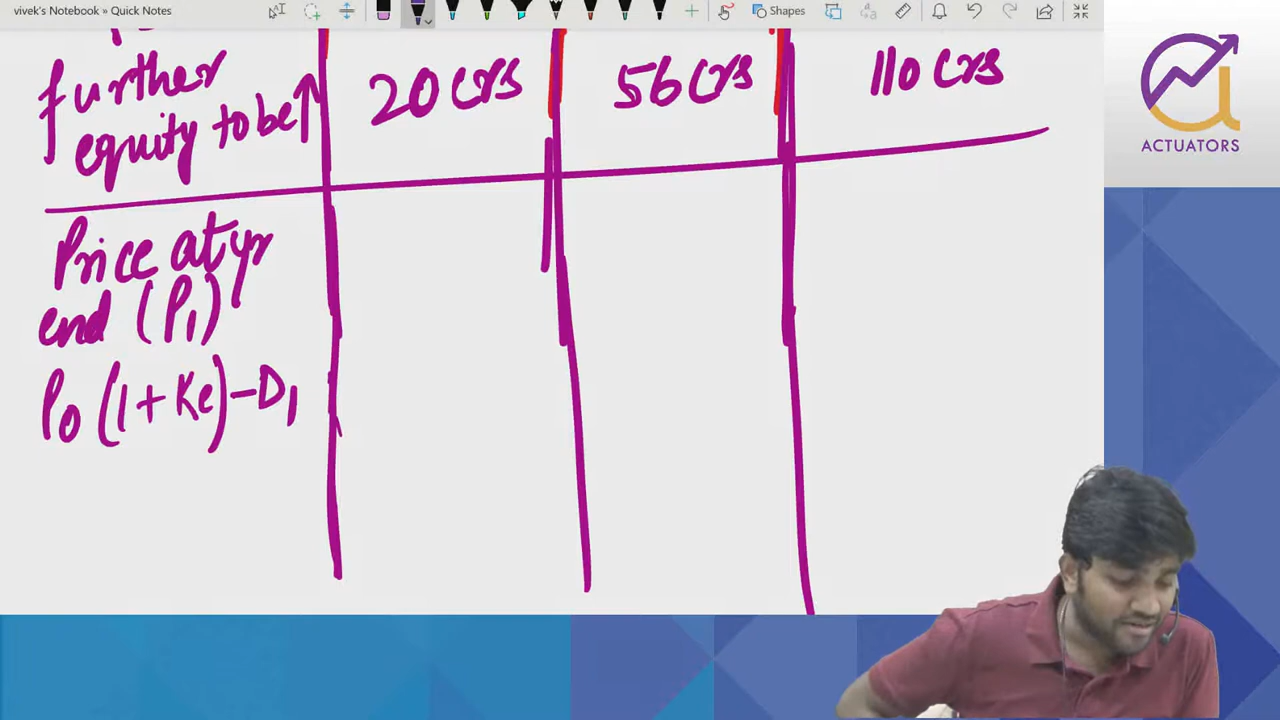 vivek's Notebook » Quick Notes
Shapes
further
equity to be ↑
20 Crs
56 Crs
110 Crs
ACTUATORS
Price at yr
end (P1)
P0 (1 + Ke) - D1